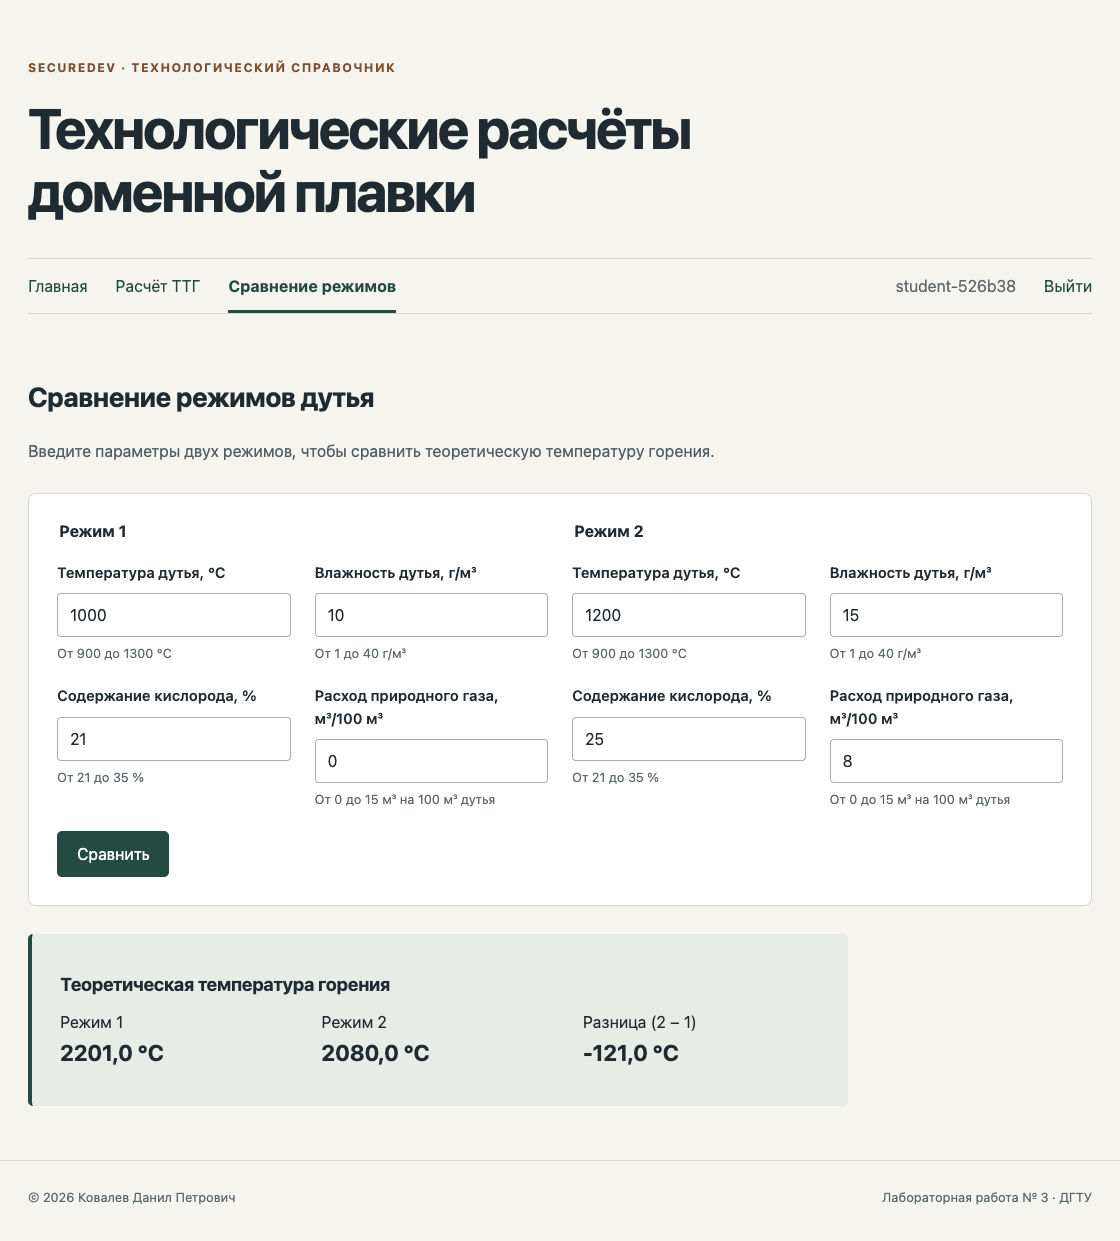 SECUREDEV · ТЕХНОЛОГИЧЕСКИЙ СПРАВОЧНИК
Технологические расчёты
доменной плавки
Главная Расчёт ТТГ Сравнение режимов student-526b38 Выйти
Сравнение режимов дутья
Введите параметры двух режимов, чтобы сравнить теоретическую температуру горения.
Режим 1
Температура дутья, °C
1000
От 900 до 1300 °C
Влажность дутья, г/м³
10
От 1 до 40 г/м³
Содержание кислорода, %
21
От 21 до 35 %
Расход природного газа,
м³/100 м³
0
От 0 до 15 м³ на 100 м³ дутья
Режим 2
Температура дутья, °C
1200
От 900 до 1300 °C
Влажность дутья, г/м³
15
От 1 до 40 г/м³
Содержание кислорода, %
25
От 21 до 35 %
Расход природного газа,
м³/100 м³
8
От 0 до 15 м³ на 100 м³ дутья
Сравнить
Теоретическая температура горения
Режим 1
2201,0 °C
Режим 2
2080,0 °C
Разница (2 – 1)
-121,0 °C
© 2026 Ковалев Данил Петрович
Лабораторная работа № 3 · ДГТУ